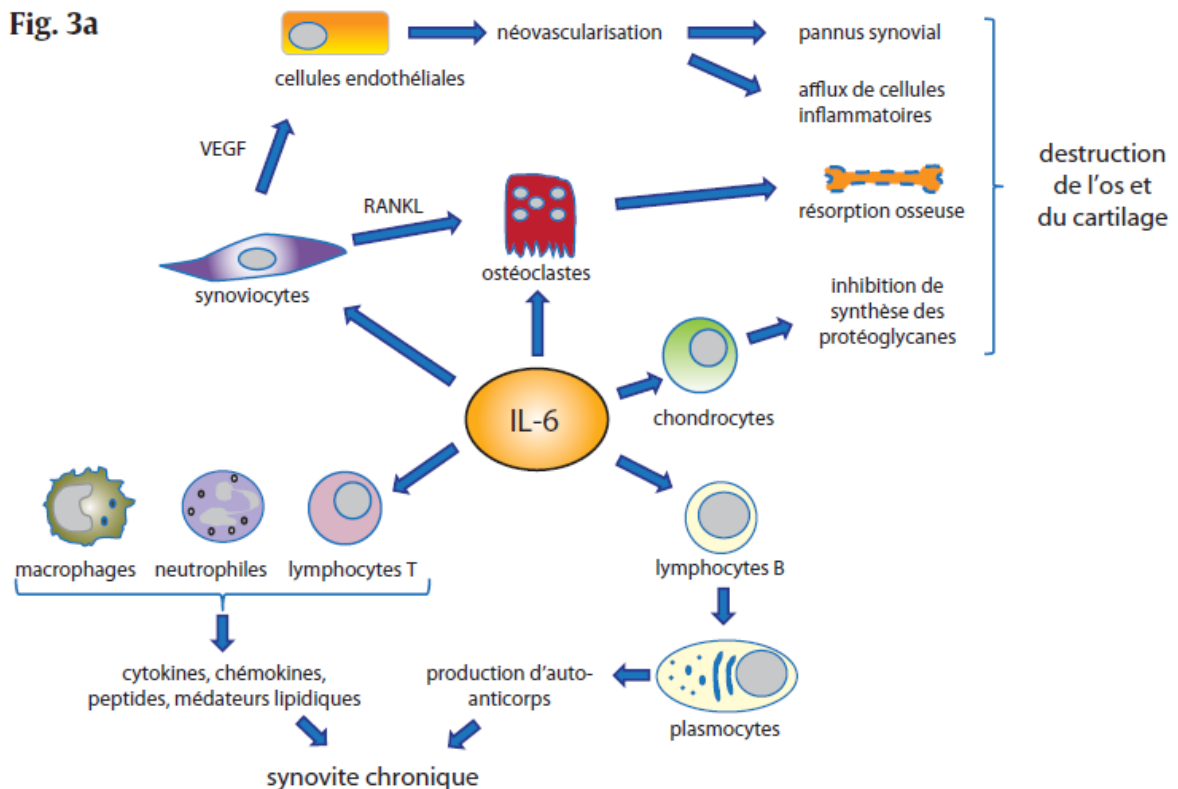 Fig. 3a
cellules endothéliales
néovascularisation
pannus synovial
afflux de cellules
inflammatoires
VEGF
RANKL
synoviocytes
ostéoclastes
résorption osseuse
destruction
de l'os et
du cartilage
inhibition de
synthèse des
protéoglycanes
chondrocytes
IL-6
macrophages
neutrophiles
lymphocytes T
lymphocytes B
cytokines, chémokines,
peptides, médateurs lipidiques
production d'auto-
anticorps
plasmocytes
synovite chronique